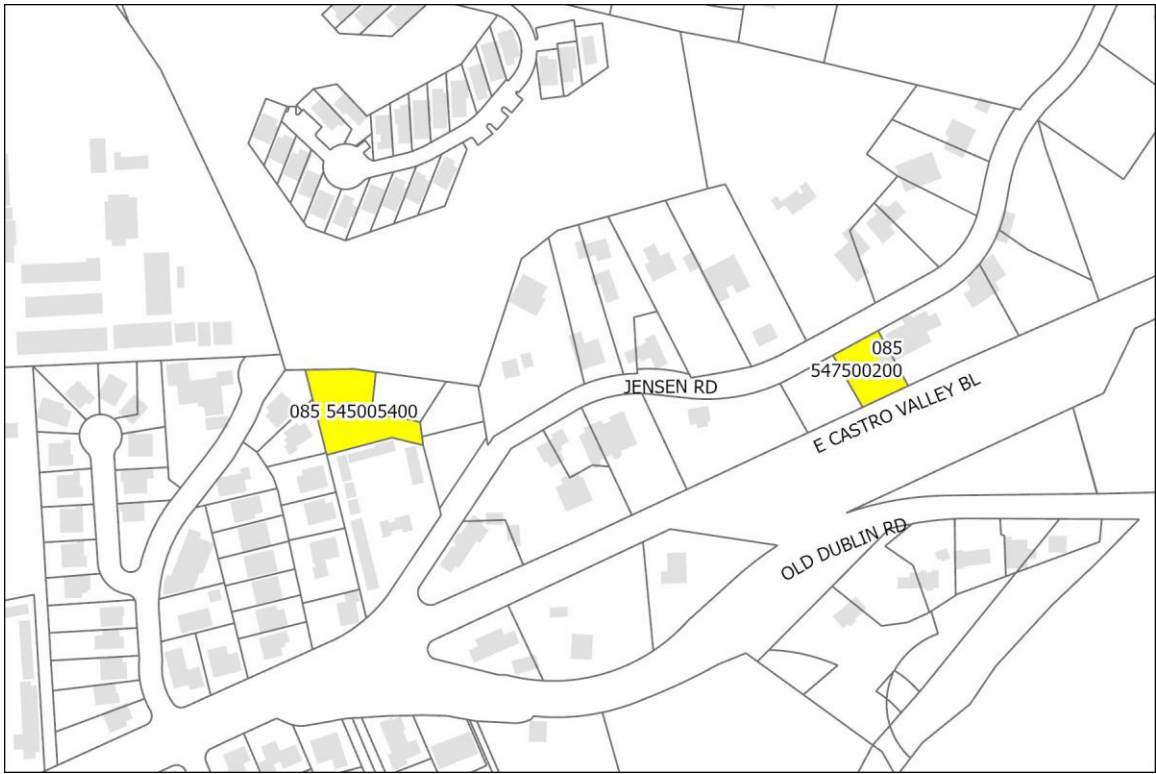 085
547500200
JENSEN RD
085 545005400
E CASTRO VALLEY BL
OLD DUBLIN RD